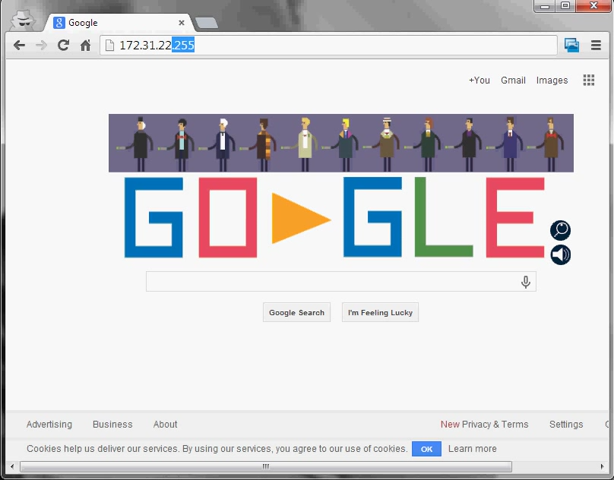 Google
172.31.22.255
+You Gmail Images
GO GLE
Google Search I'm Feeling Lucky
Advertising Business About New Privacy & Terms Settings
Cookies help us deliver our services. By using our services, you agree to our use of cookies. OK Learn more